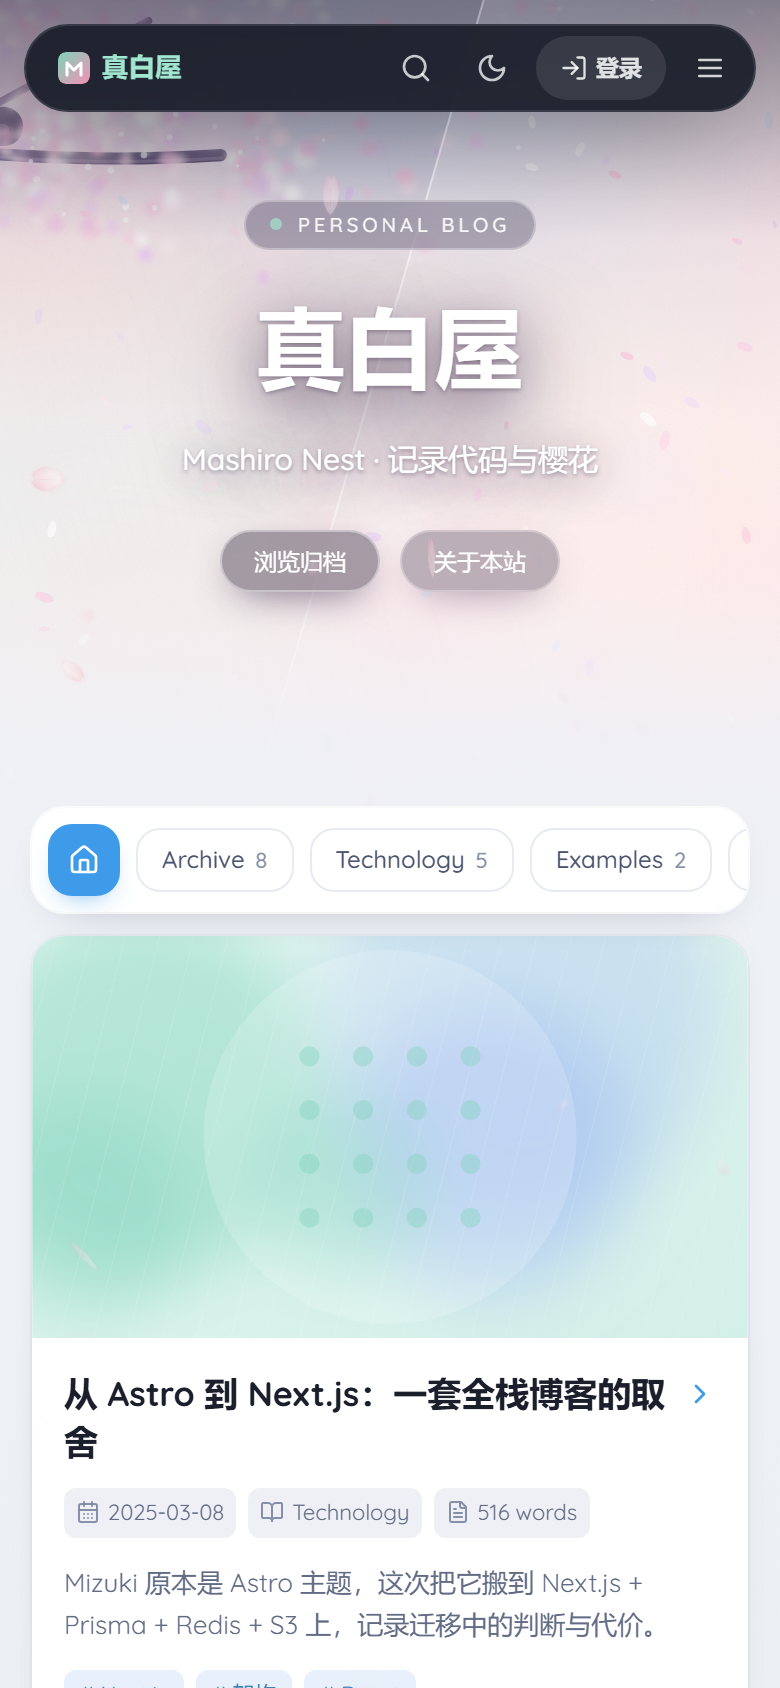 真白屋
登录
PERSONAL BLOG
真白屋
Mashiro Nest · 记录代码与樱花
浏览归档
关于本站
Archive 8
Technology 5
Examples 2
从 Astro 到 Next.js：一套全栈博客的取
舍
2025-03-08
Technology
516 words
Mizuki 原本是 Astro 主题，这次把它搬到 Next.js +
Prisma + Redis + S3 上，记录迁移中的判断与代价。